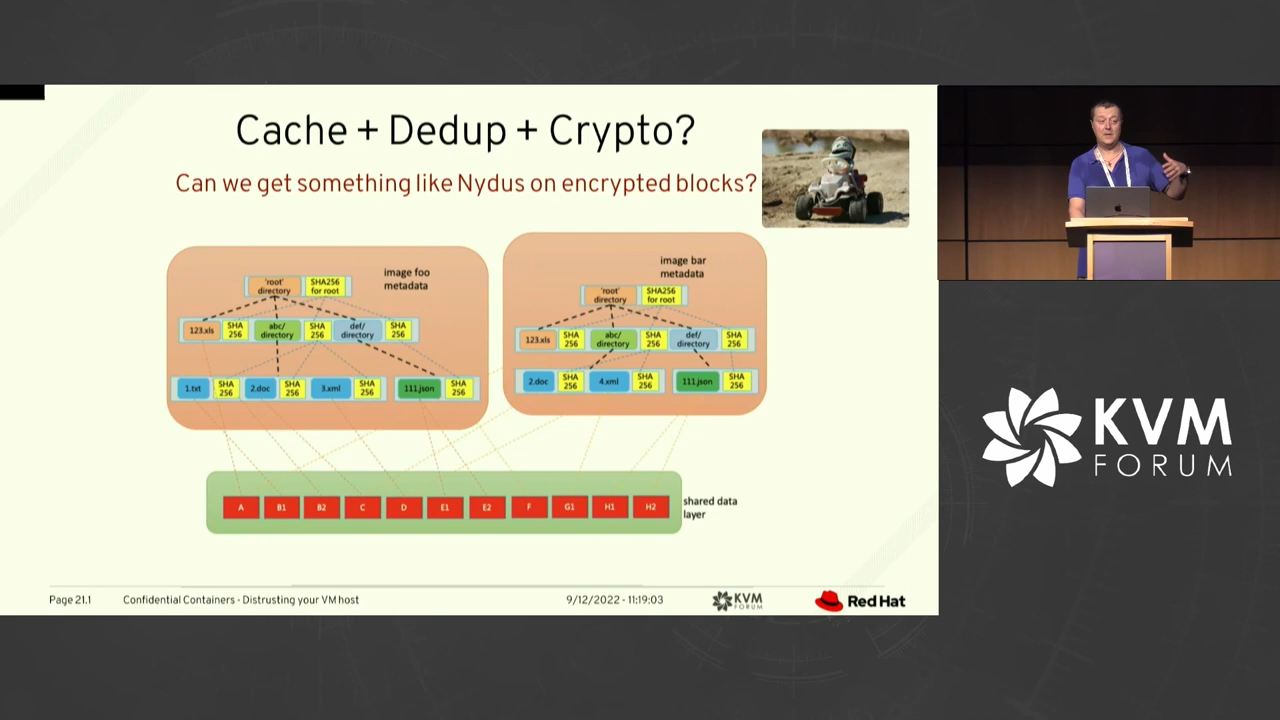 Cache + Dedup + Crypto?
Can we get something like Nydus on encrypted blocks?
image foo
metadata
'root'
directory
SHA256
for root
123.xls
SHA
256
abc/
directory
SHA
256
def/
directory
SHA
256
1.txt
SHA
256
2.doc
SHA
256
3.xml
SHA
256
111.json
SHA
256
image bar
metadata
'root'
directory
SHA256
for root
123.xls
SHA
256
abc/
directory
SHA
256
def/
directory
SHA
256
2.doc
SHA
256
4.xml
SHA
256
111.json
SHA
256
A
B1
B2
C
D
E1
E2
F
G1
H1
H2
shared data
layer
Page 21.1
Confidential Containers - Distrusting your VM host
9/12/2022 - 11:19:03
KVM
FORUM
Red Hat
KVM
FORUM